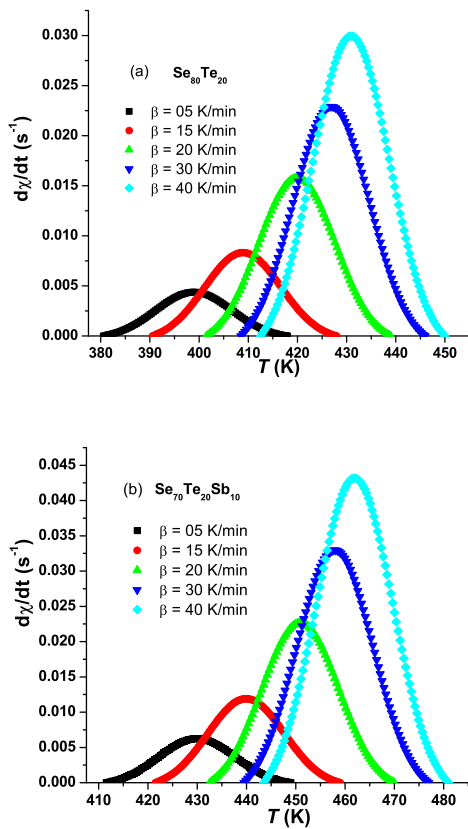 0.030
0.025
0.020
0.015
0.010
0.005
0.000
dχ/dt (s⁻¹)
(a) Se₈₀Te₂₀
β = 05 K/min
β = 15 K/min
β = 20 K/min
β = 30 K/min
β = 40 K/min
380 390 400 410 420 430 440 450
T (K)
0.045
0.040
0.035
0.030
0.025
0.020
0.015
0.010
0.005
0.000
dχ/dt (s⁻¹)
(b) Se₇₀Te₂₀Sb₁₀
β = 05 K/min
β = 15 K/min
β = 20 K/min
β = 30 K/min
β = 40 K/min
410 420 430 440 450 460 470 480
T (K)